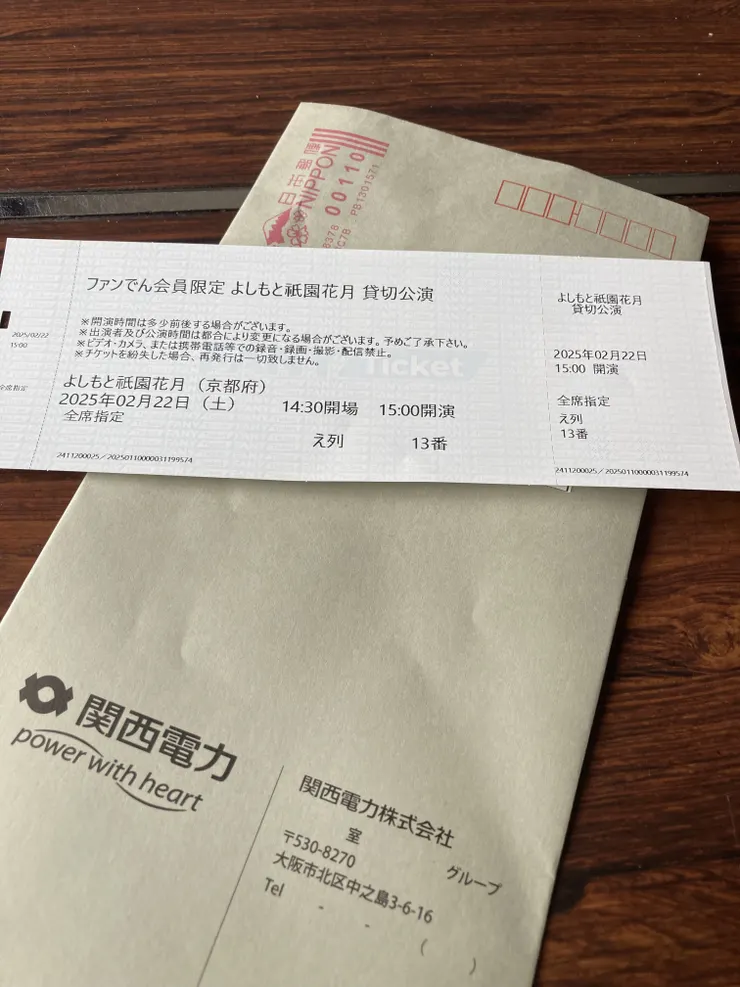 日本郵便
NIPPON
00110
PB1301571
ファンでん会員限定 よしもと祇園花月 貸切公演
※開演時間は多少前後する場合がございます。
※出演者及び公演時間は都合により変更になる場合がございます。予めご了承下さい。
※ビデオ・カメラ、または携帯電話等での録音・録画・撮影・配信禁止。
※チケットを紛失した場合、再発行は一切致しません。
Ticket
よしもと祇園花月（京都府）
2025年02月22日（土） 14:30開場 15:00開演
全席指定
え列 13番
2411200025／20250110000031199574
2025/02/22
15:00
全席指定
よしもと祇園花月
貸切公演
2025年02月22日
15:00 開演
全席指定
え列
13番
2411200025／20250110000031199574
関西電力
power with heart
関西電力株式会社
室
グループ
〒530-8270
大阪市北区中之島3-6-16
Tel - -
( )